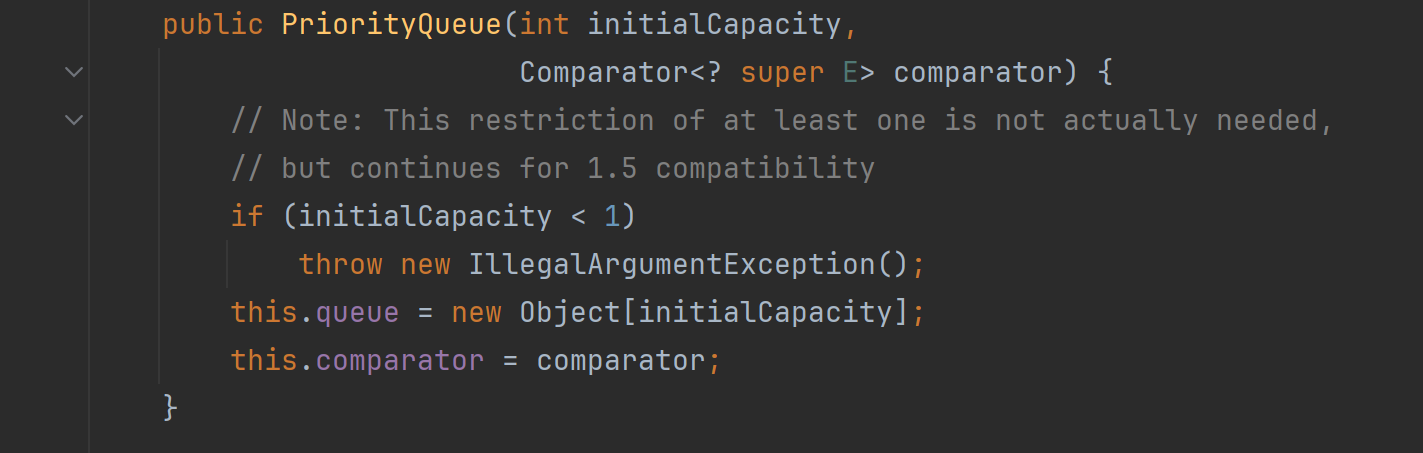 public PriorityQueue(int initialCapacity,
Comparator<? super E> comparator) {
// Note: This restriction of at least one is not actually needed,
// but continues for 1.5 compatibility
if (initialCapacity < 1)
throw new IllegalArgumentException();
this.queue = new Object[initialCapacity];
this.comparator = comparator;
}